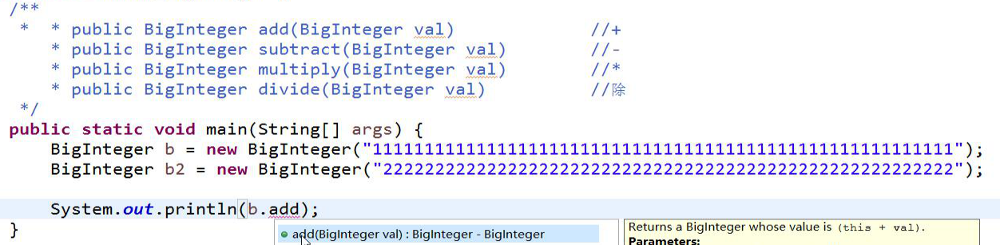 /**
* * public BigInteger add(BigInteger val) //+
* public BigInteger subtract(BigInteger val) //-
* public BigInteger multiply(BigInteger val) //*
* public BigInteger divide(BigInteger val) //除
*/
public static void main(String[] args) {
BigInteger b = new BigInteger("11111111111111111111111111111111111111111111111111111111");
BigInteger b2 = new BigInteger("2222222222222222222222222222222222222222222222222222222");
System.out.println(b.add);
}
add(BigInteger val) : BigInteger - BigInteger
Returns a BigInteger whose value is (this + val).
Parameters: